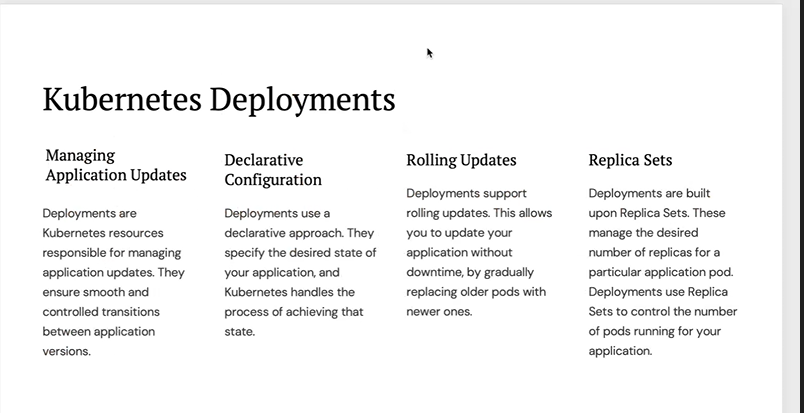 Kubernetes Deployments
Managing
Application Updates
Deployments are
Kubernetes resources
responsible for managing
application updates. They
ensure smooth and
controlled transitions
between application
versions.
Declarative
Configuration
Deployments use a
declarative approach. They
specify the desired state of
your application, and
Kubernetes handles the
process of achieving that
state.
Rolling Updates
Deployments support
rolling updates. This allows
you to update your
application without
downtime, by gradually
replacing older pods with
newer ones.
Replica Sets
Deployments are built
upon Replica Sets. These
manage the desired
number of replicas for a
particular application pod.
Deployments use Replica
Sets to control the number
of pods running for your
application.